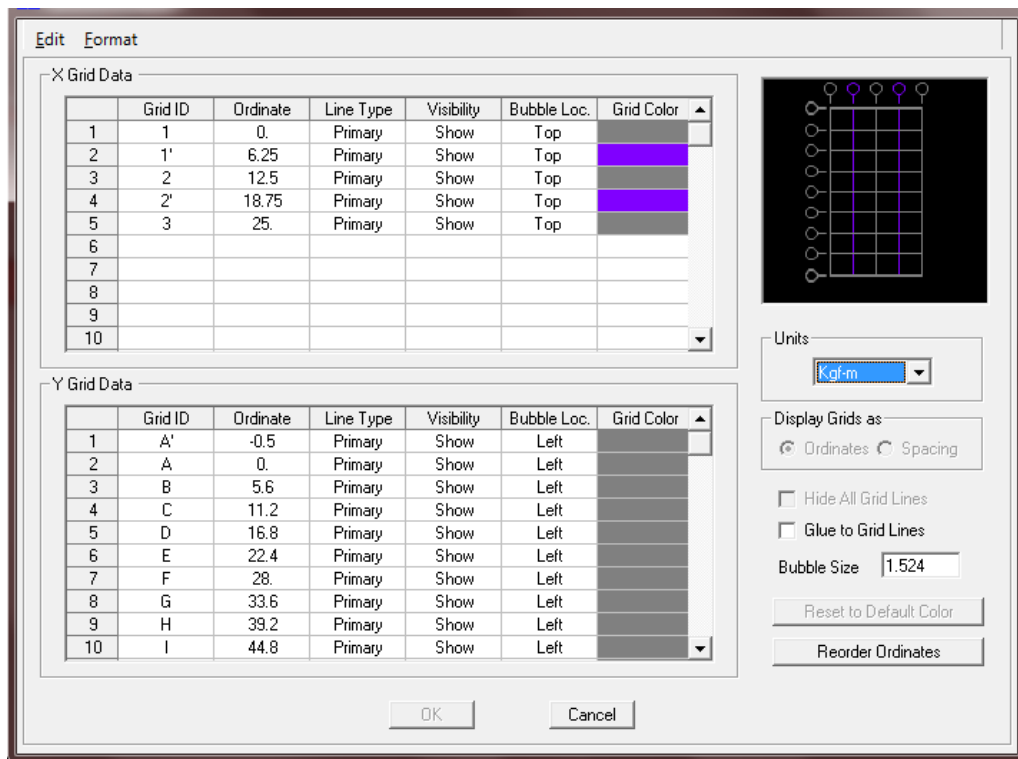 Edit Format
X Grid Data
Grid ID Ordinate Line Type Visibility Bubble Loc. Grid Color
1 1 0. Primary Show Top
2 1' 6.25 Primary Show Top
3 2 12.5 Primary Show Top
4 2' 18.75 Primary Show Top
5 3 25. Primary Show Top
6
7
8
9
10
Y Grid Data
Grid ID Ordinate Line Type Visibility Bubble Loc. Grid Color
1 A' -0.5 Primary Show Left
2 A 0. Primary Show Left
3 B 5.6 Primary Show Left
4 C 11.2 Primary Show Left
5 D 16.8 Primary Show Left
6 E 22.4 Primary Show Left
7 F 28. Primary Show Left
8 G 33.6 Primary Show Left
9 H 39.2 Primary Show Left
10 I 44.8 Primary Show Left
Units
Kgf-m
Display Grids as
Ordinates Spacing
Hide All Grid Lines
Glue to Grid Lines
Bubble Size 1.524
Reset to Default Color
Reorder Ordinates
OK Cancel